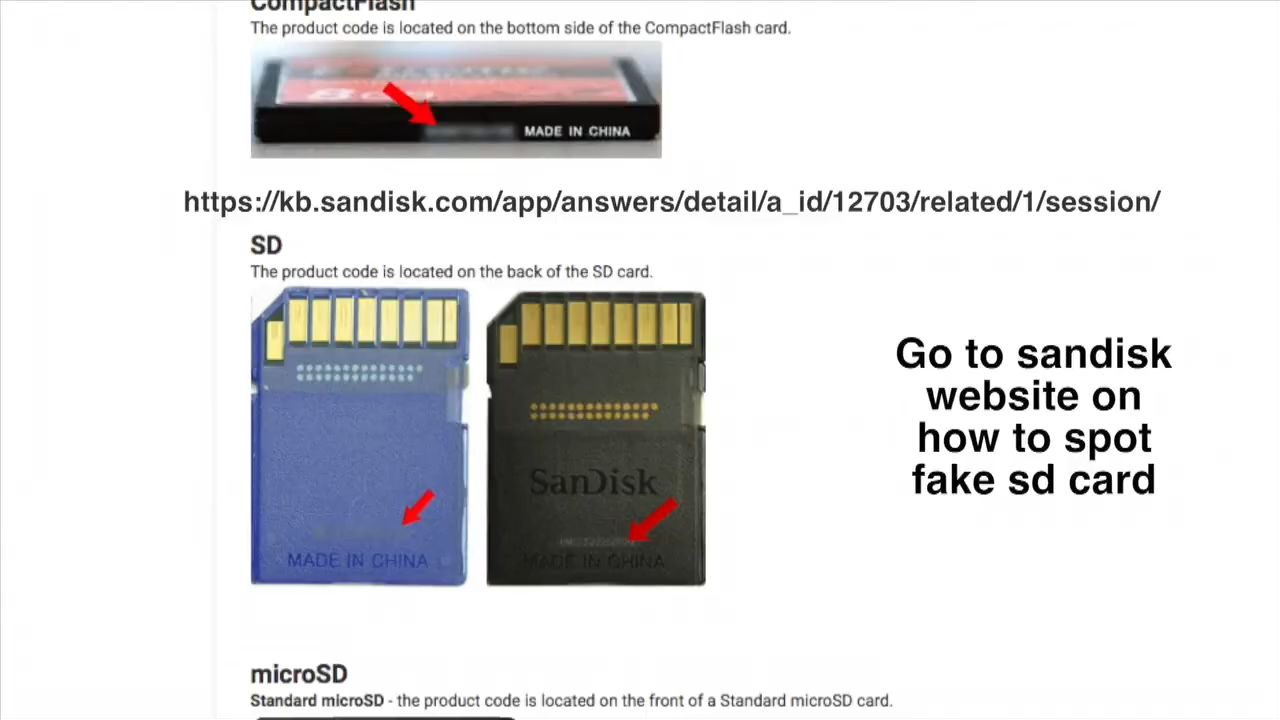 CompactFlash
The product code is located on the bottom side of the CompactFlash card.
MADE IN CHINA
https://kb.sandisk.com/app/answers/detail/a_id/12703/related/1/session/
SD
The product code is located on the back of the SD card.
SanDisk
MADE IN CHINA
MADE IN CHINA
Go to sandisk
website on
how to spot
fake sd card
microSD
Standard microSD - the product code is located on the front of a Standard microSD card.